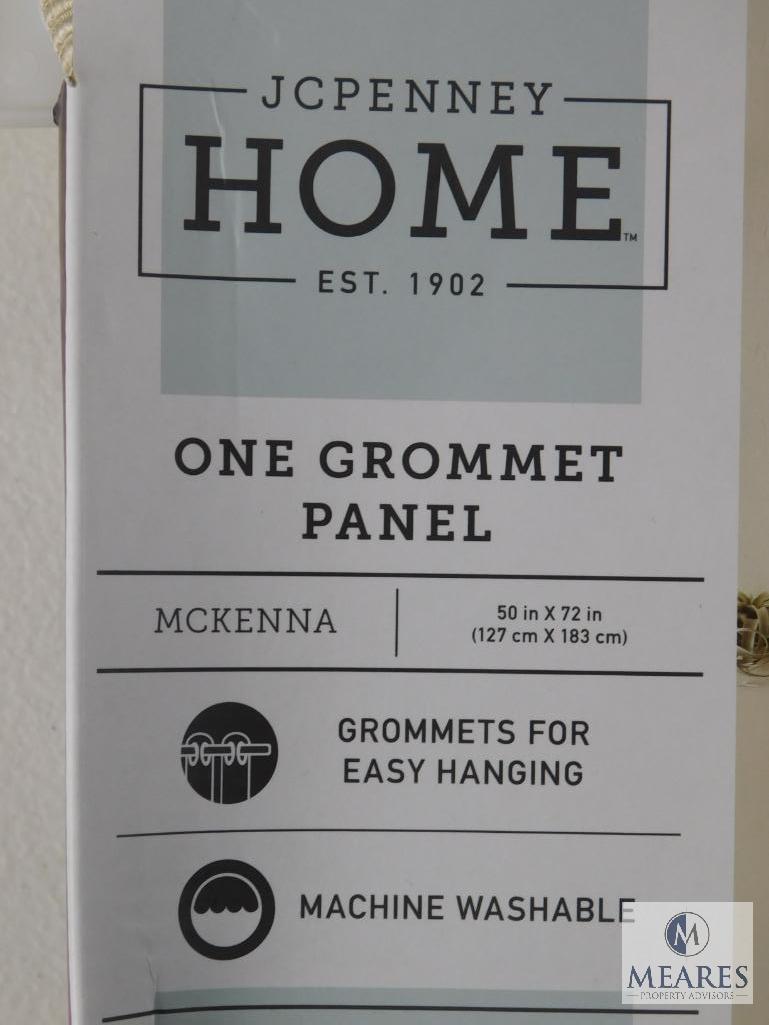 JCPENNEY
HOME™
EST. 1902
ONE GROMMET
PANEL
MCKENNA
50 in X 72 in
(127 cm X 183 cm)
GROMMETS FOR
EASY HANGING
MACHINE WASHABLE
M
MEARES
PROPERTY ADVISORS